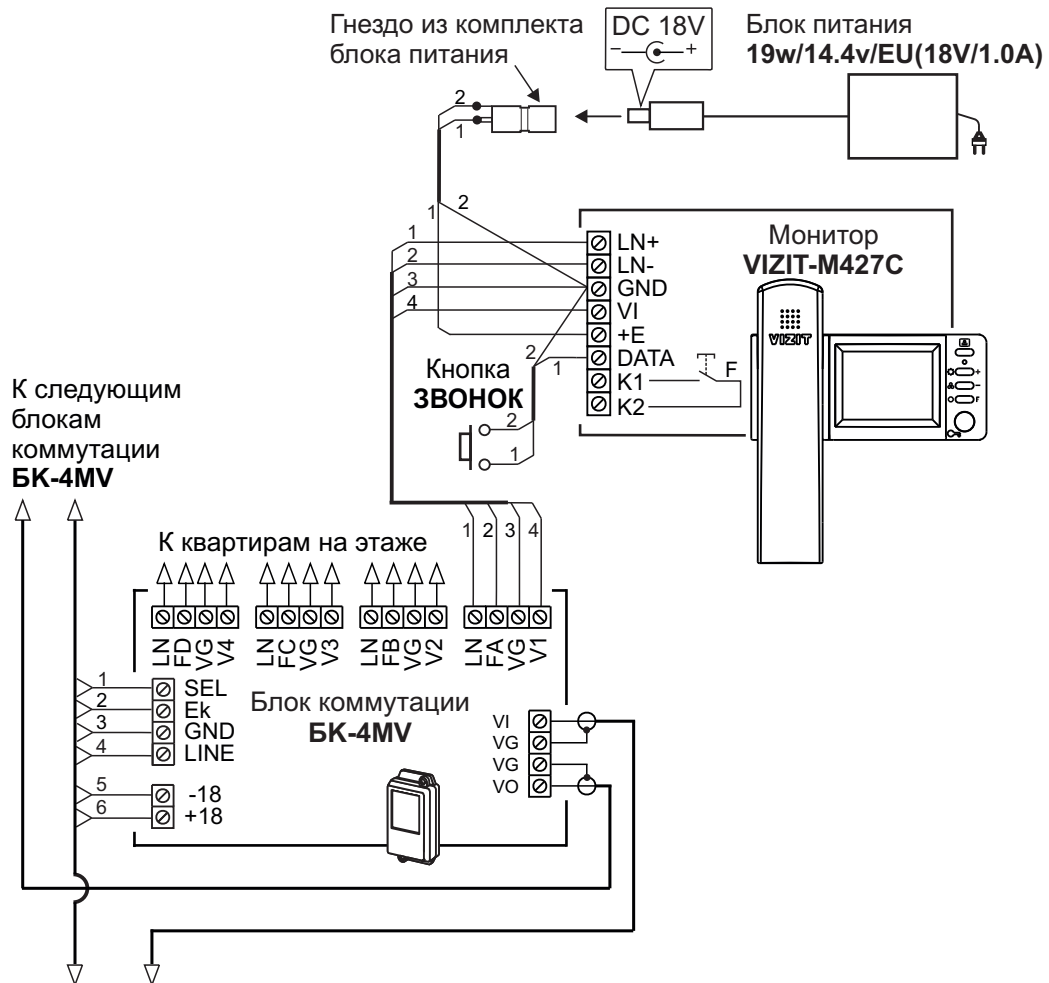 Гнездо из комплекта
блока питания
DC 18V
− +
Блок питания
19w/14.4v/EU(18V/1.0A)
2
1
1
2
1
2
3
4
LN+
LN-
GND
VI
+E
DATA
K1
K2
Монитор
VIZIT-M427C
VIZIT
F
+
−
F
2
1
Кнопка
ЗВОНОК
2
1
К следующим
блокам
коммутации
БК-4MV
1 2 3 4
К квартирам на этаже
LN FD VG V4
LN FC VG V3
LN FB VG V2
LN FA VG V1
1 SEL
2 Ek
3 GND
4 LINE
5 -18
6 +18
Блок коммутации
БК-4MV
VI
VG
VG
VO